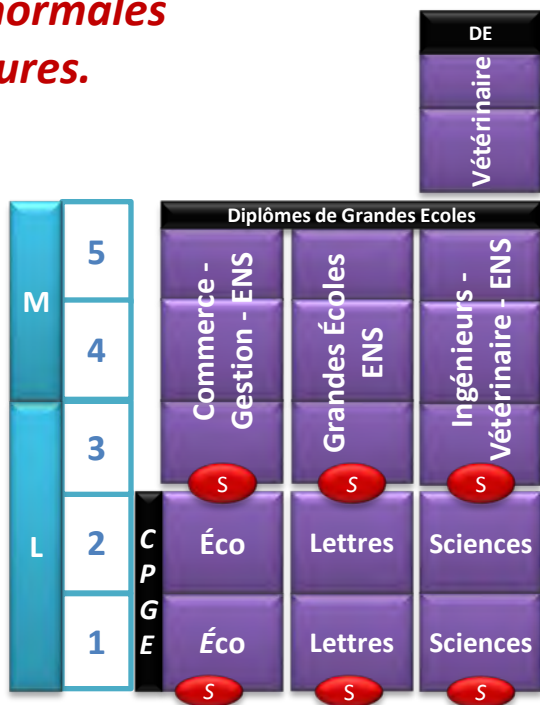 normales
ures.
DE
Vétérinaire
Diplômes de Grandes Ecoles
M
5
4
Commerce -
Gestion - ENS
Grandes Écoles
ENS
Ingénieurs -
Vétérinaire - ENS
3
S
S
S
L
2
C
P
G
E
Éco
Lettres
Sciences
1
Éco
Lettres
Sciences
S
S
S